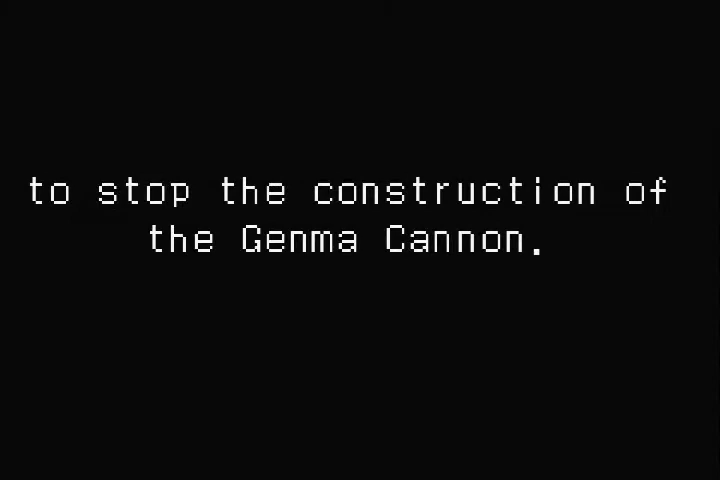 to stop the construction of
the Genma Cannon.